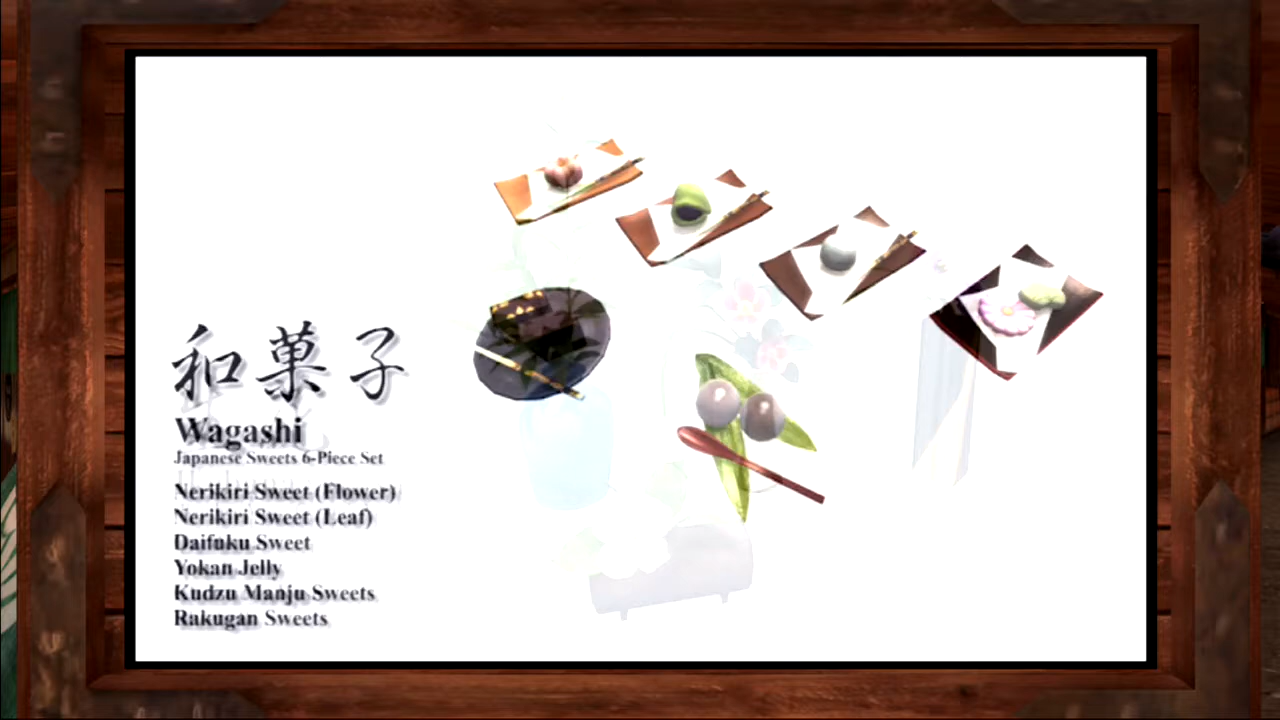 和菓子
Wagashi
Japanese Sweets 6-Piece Set
Nerikiri Sweet (Flower)
Nerikiri Sweet (Leaf)
Daifuku Sweet
Yokan Jelly
Kudzu Manju Sweets
Rakugan Sweets